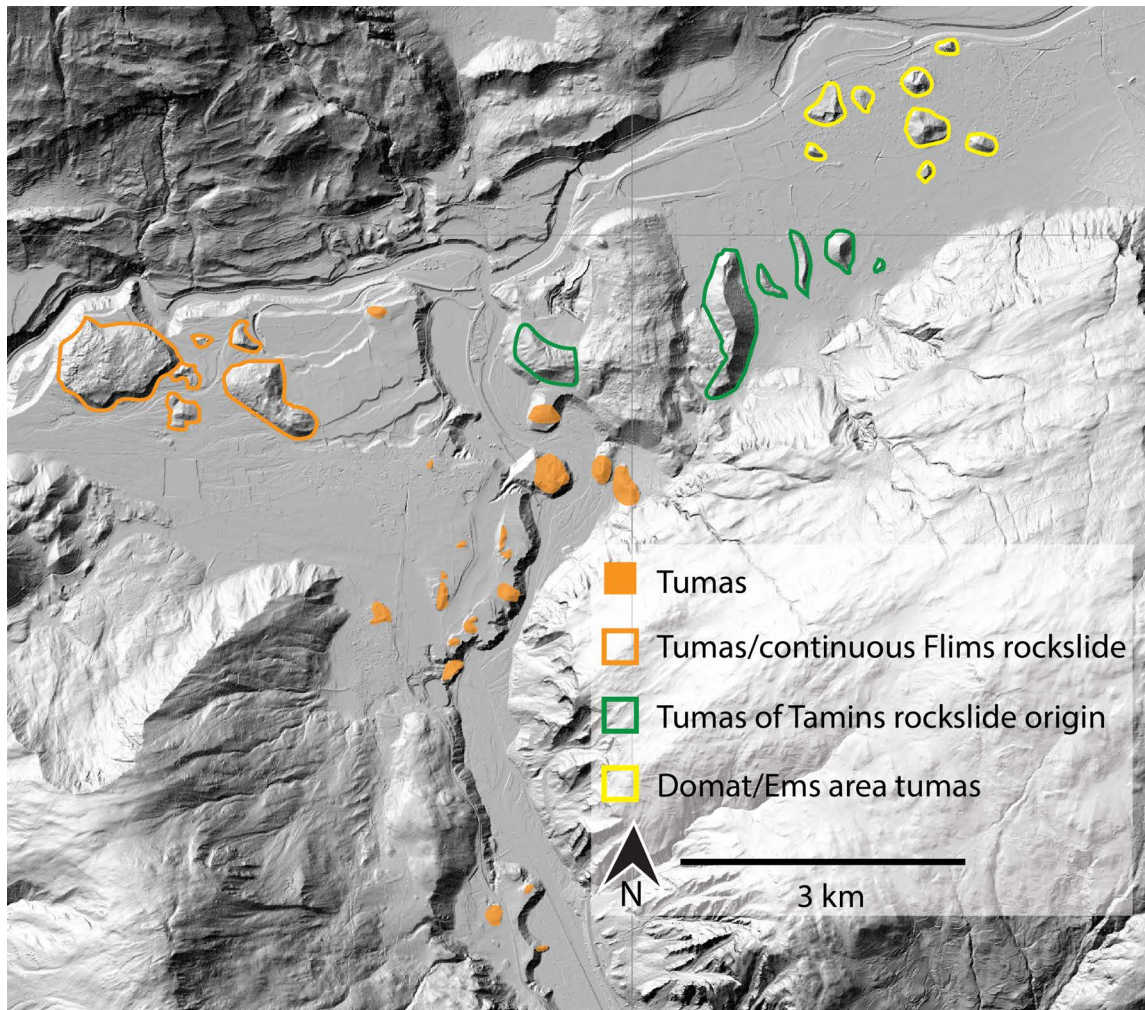 Tumas
Tumas/continuous Flims rockslide
Tumas of Tamins rockslide origin
Domat/Ems area tumas
N
3 km